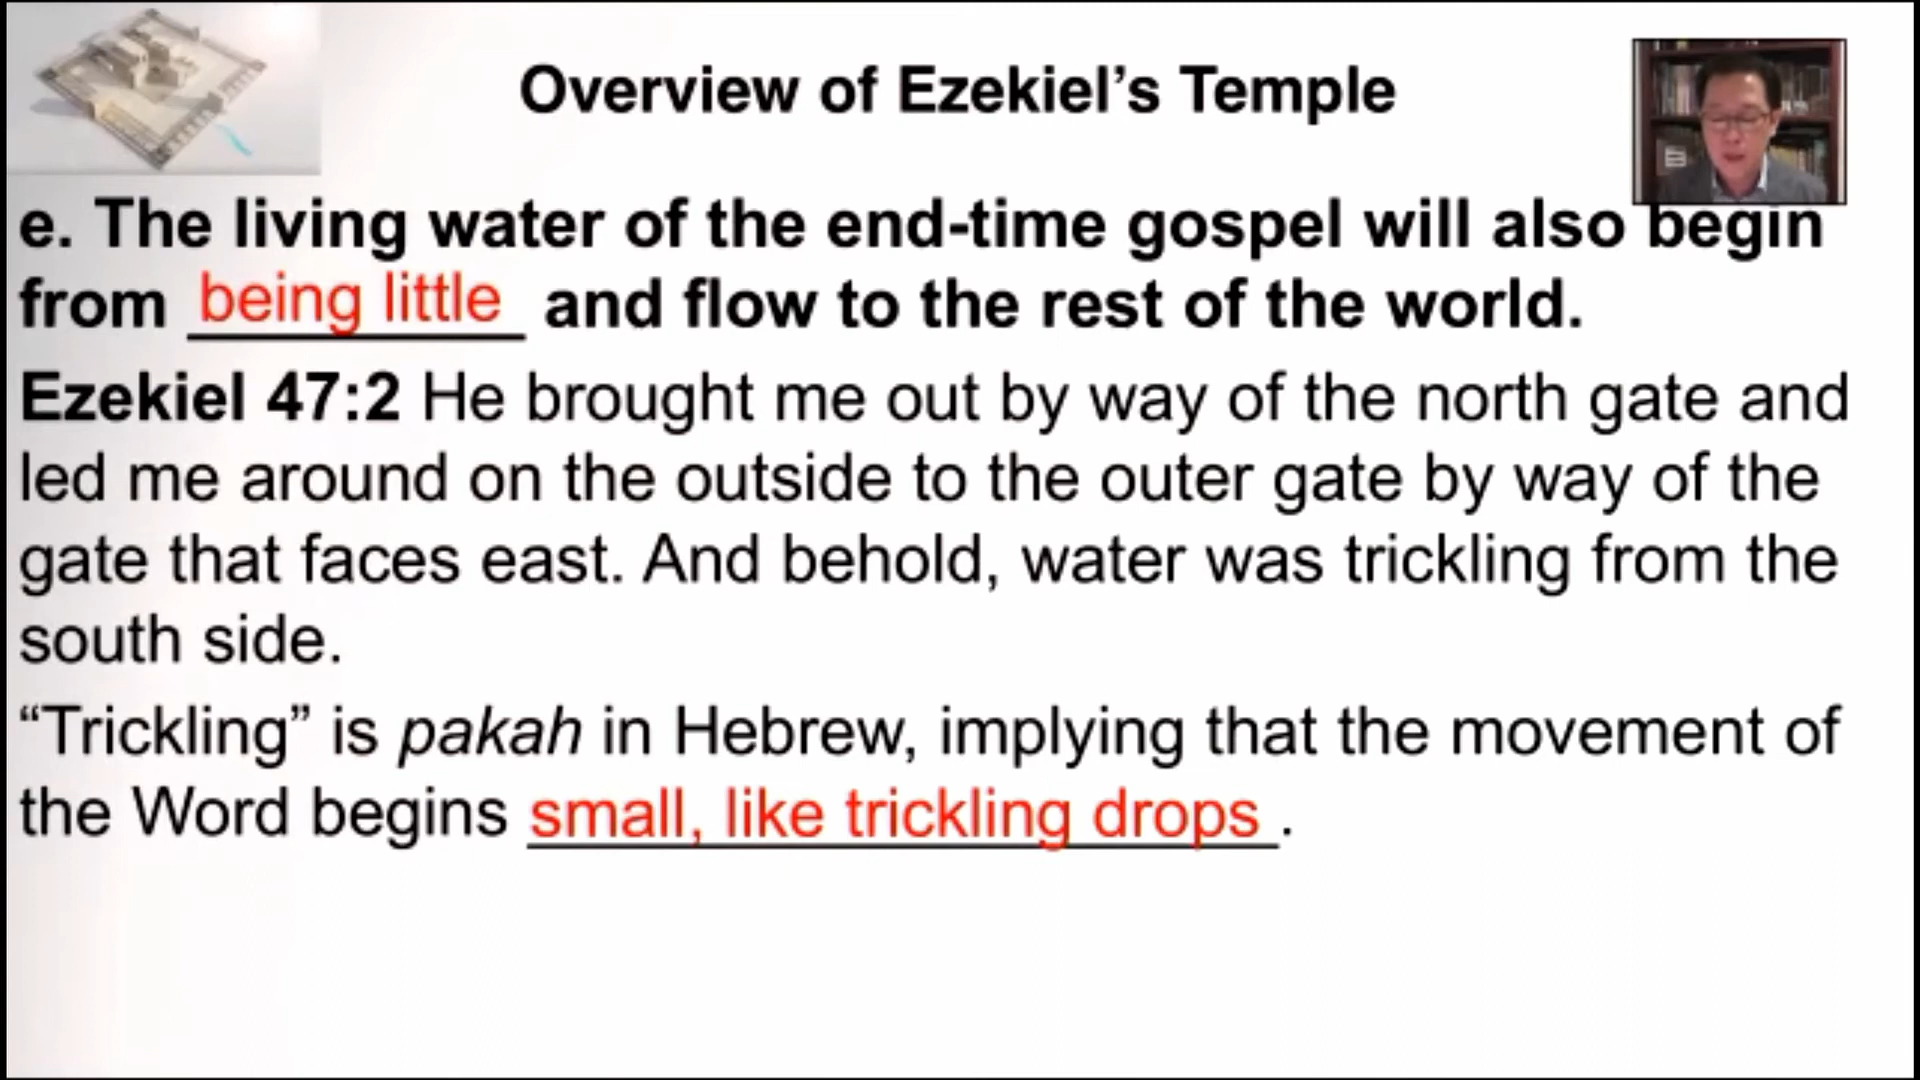 Overview of Ezekiel’s Temple
e. The living water of the end-time gospel will also begin
from being little and flow to the rest of the world.
Ezekiel 47:2 He brought me out by way of the north gate and
led me around on the outside to the outer gate by way of the
gate that faces east. And behold, water was trickling from the
south side.
“Trickling” is pakah in Hebrew, implying that the movement of
the Word begins small, like trickling drops.